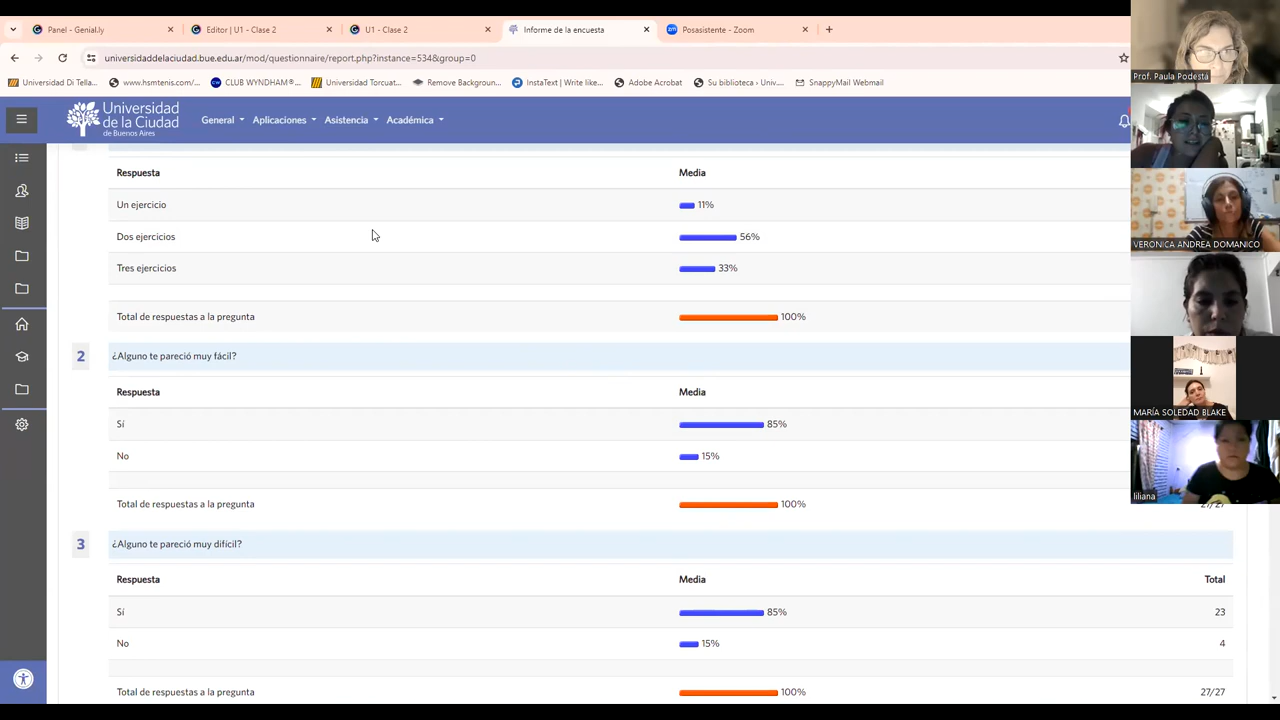 Panel - Genial.ly
Editor | U1 - Clase 2
U1 - Clase 2
Informe de la encuesta
Posasistente - Zoom
universidaddelaciudad.bue.edu.ar/mod/questionnaire/report.php?instance=534&group=0
Universidad Di Tella...
www.hsmtenis.com/...
CLUB WYNDHAM®...
Universidad Torcuat...
Remove Backgroun...
InstaText | Write like...
Adobe Acrobat
Su biblioteca - Univ...
SnappyMail Webmail
Universidad
de la Ciudad
de Buenos Aires
General
Aplicaciones
Asistencia
Académica
Respuesta Media
Un ejercicio 11%
Dos ejercicios 56%
Tres ejercicios 33%
Total de respuestas a la pregunta 100%
2 ¿Alguno te pareció muy fácil?
Respuesta Media
Sí 85%
No 15%
Total de respuestas a la pregunta 100% 27/27
3 ¿Alguno te pareció muy difícil?
Respuesta Media Total
Sí 85% 23
No 15% 4
Total de respuestas a la pregunta 100% 27/27
Prof. Paula Podestá
VERONICA ANDREA DOMANICO
MARÍA SOLEDAD BLAKE
liliana